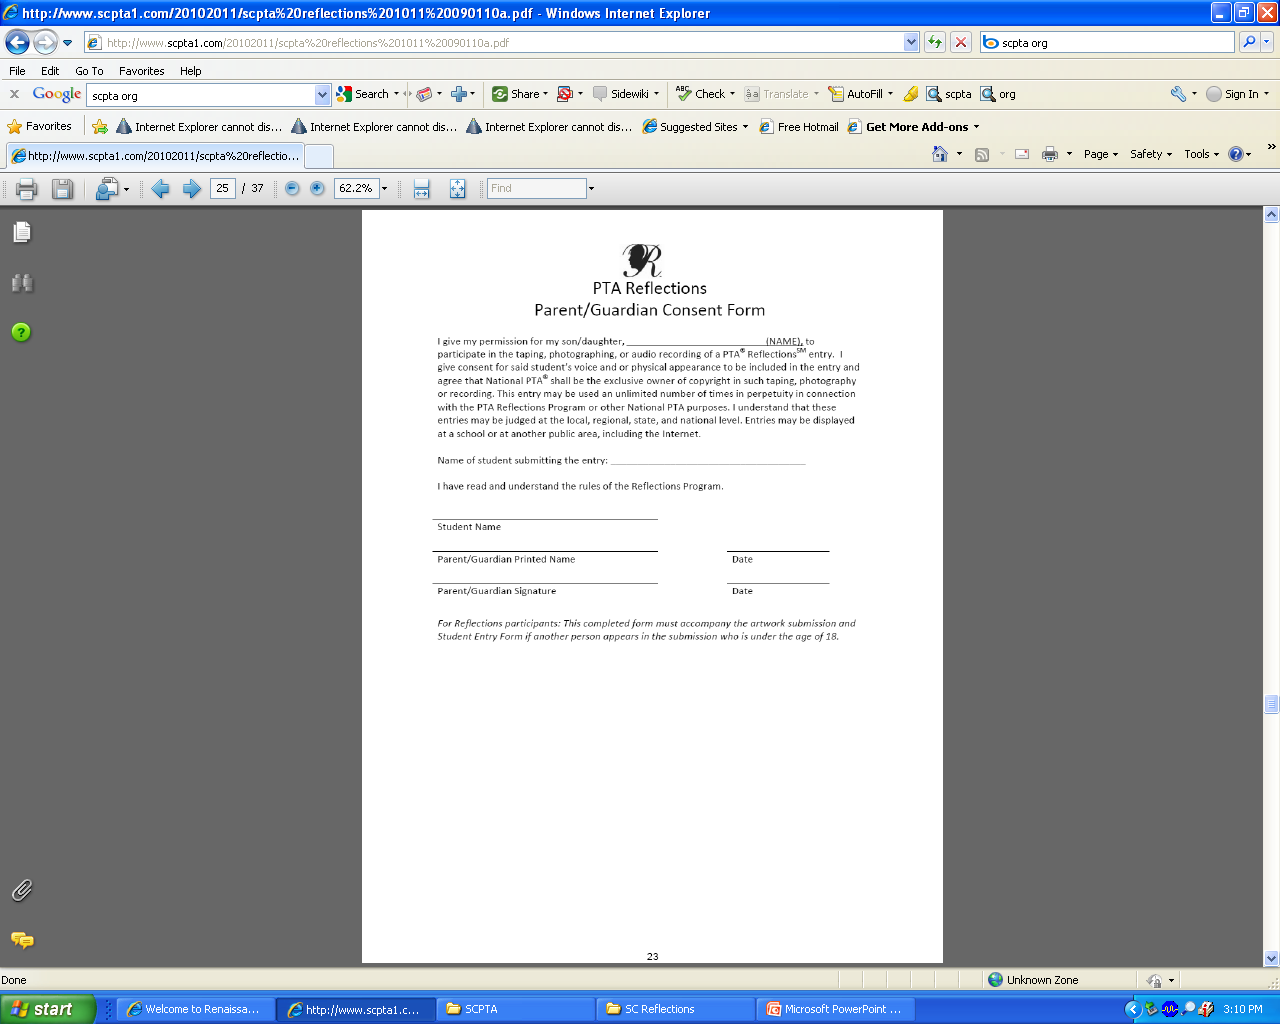 http://www.scpta1.com/20102011/scpta%20reflections%201011%20090110a.pdf - Windows Internet Explorer
http://www.scpta1.com/20102011/scpta%20reflections%201011%20090110a.pdf
scpta org
File Edit Go To Favorites Help
x Google scpta org Search Share Sidewiki Check Translate AutoFill scpta org Sign In
Favorites Internet Explorer cannot dis... Internet Explorer cannot dis... Internet Explorer cannot dis... Suggested Sites Free Hotmail Get More Add-ons
http://www.scpta1.com/20102011/scpta%20reflectio... Page Safety Tools
25 / 37 62.2% Find
R
PTA Reflections
Parent/Guardian Consent Form
I give my permission for my son/daughter, __________________________(NAME), to
participate in the taping, photographing, or audio recording of a PTA® Reflections℠ entry. I
give consent for said student's voice and or physical appearance to be included in the entry and
agree that National PTA® shall be the exclusive owner of copyright in such taping, photography
or recording. This entry may be used an unlimited number of times in perpetuity in connection
with the PTA Reflections Program or other National PTA purposes. I understand that these
entries may be judged at the local, regional, state, and national level. Entries may be displayed
at a school or at another public area, including the Internet.
Name of student submitting the entry: ____________________________________
I have read and understand the rules of the Reflections Program.
Student Name
Parent/Guardian Printed Name Date
Parent/Guardian Signature Date
For Reflections participants: This completed form must accompany the artwork submission and
Student Entry Form if another person appears in the submission who is under the age of 18.
23
Done Unknown Zone
start Welcome to Renaissa... http://www.scpta1.c... SCPTA SC Reflections Microsoft PowerPoint ... 3:10 PM